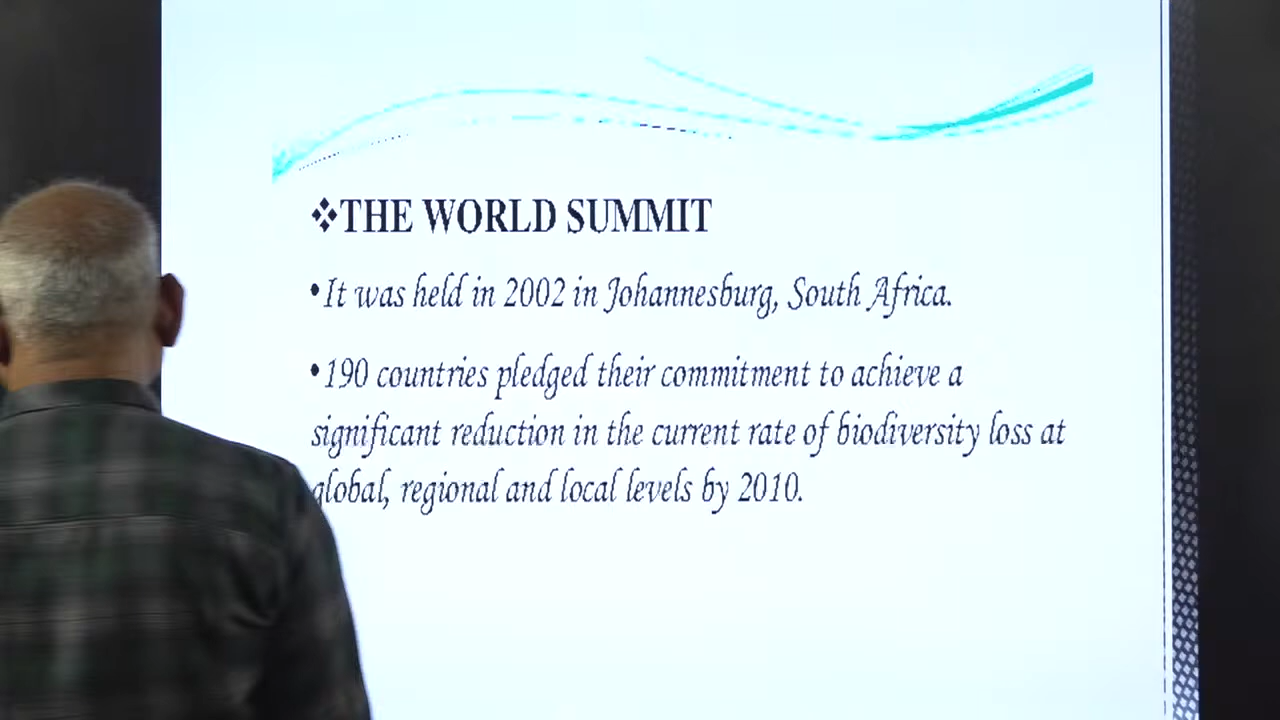 ❖THE WORLD SUMMIT
•It was held in 2002 in Johannesburg, South Africa.
•190 countries pledged their commitment to achieve a
significant reduction in the current rate of biodiversity loss at
global, regional and local levels by 2010.